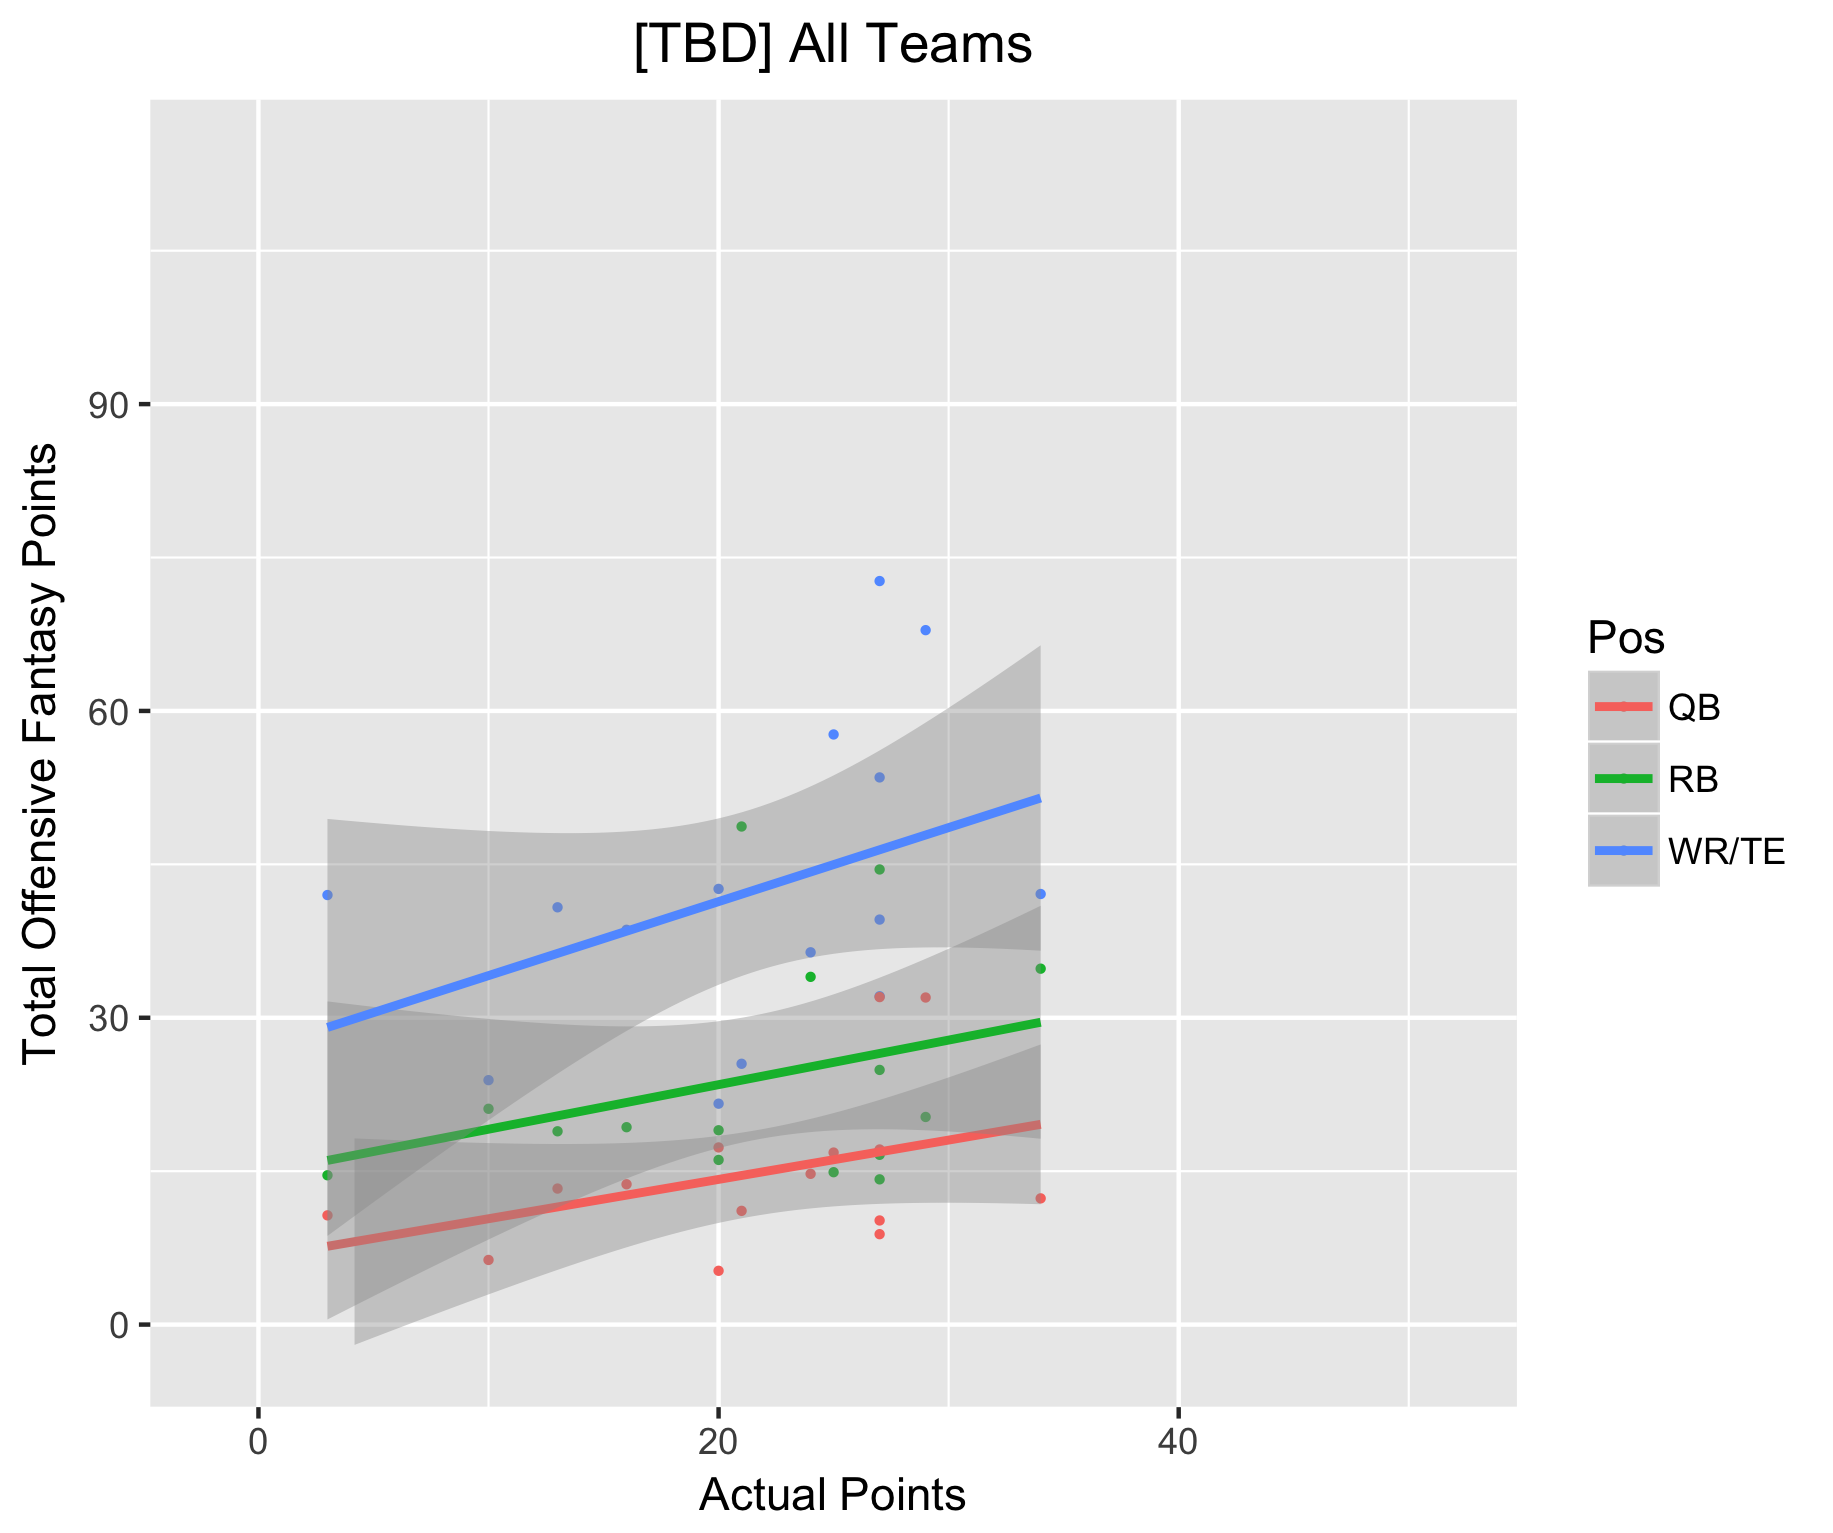 [TBD] All Teams
Total Offensive Fantasy Points
90
60
30
0
0
20
40
Actual Points
Pos
QB
RB
WR/TE